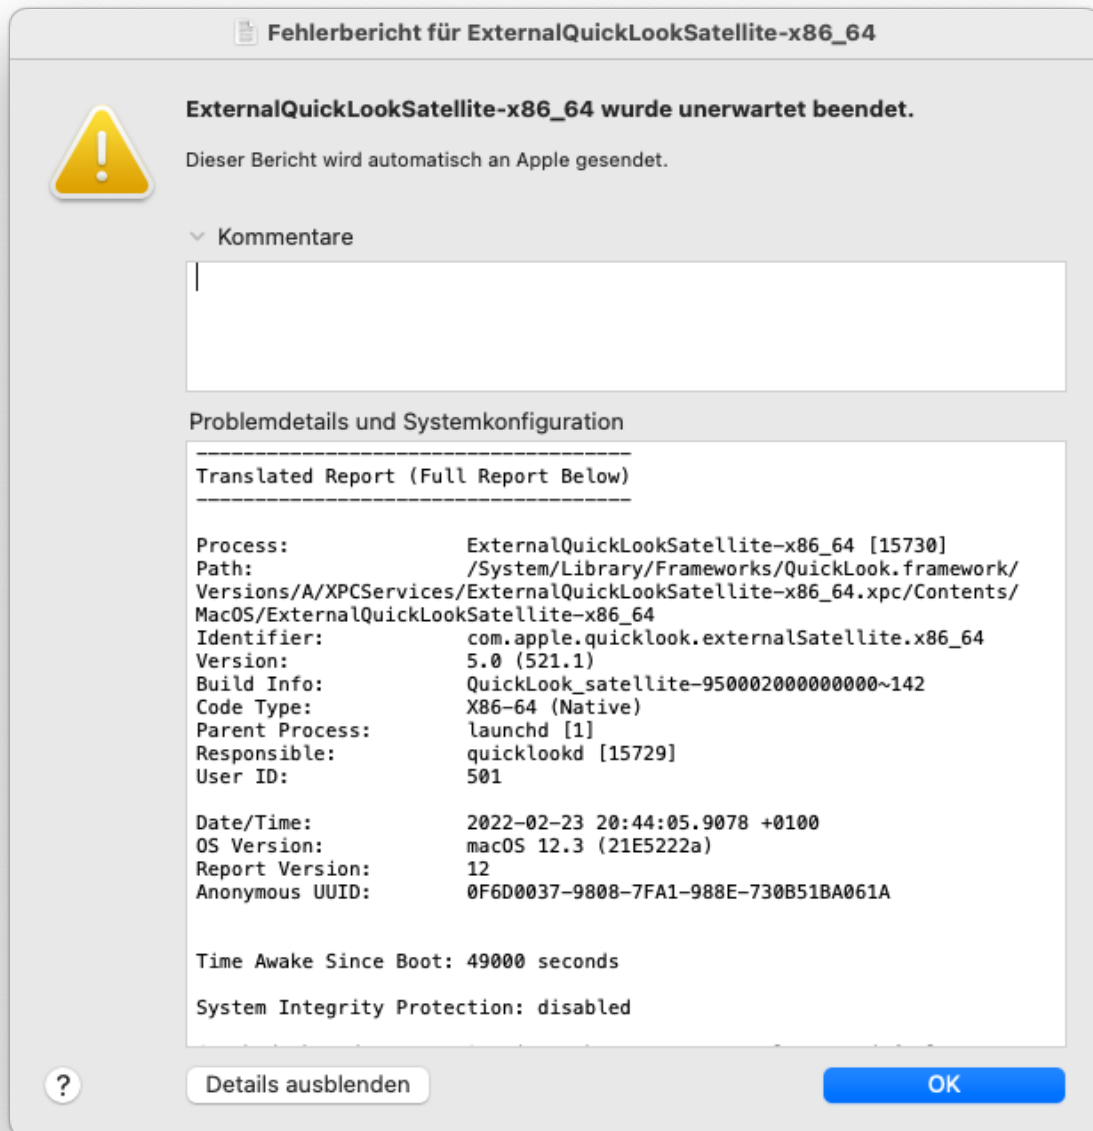 Fehlerbericht für ExternalQuickLookSatellite-x86_64
ExternalQuickLookSatellite-x86_64 wurde unerwartet beendet.
Dieser Bericht wird automatisch an Apple gesendet.
Kommentare
Problemdetails und Systemkonfiguration
-------------------------------------
Translated Report (Full Report Below)
-------------------------------------
Process: ExternalQuickLookSatellite-x86_64 [15730]
Path: /System/Library/Frameworks/QuickLook.framework/
Versions/A/XPCServices/ExternalQuickLookSatellite-x86_64.xpc/Contents/
MacOS/ExternalQuickLookSatellite-x86_64
Identifier: com.apple.quicklook.externalSatellite.x86_64
Version: 5.0 (521.1)
Build Info: QuickLook_satellite-950002000000000~142
Code Type: X86-64 (Native)
Parent Process: launchd [1]
Responsible: quicklookd [15729]
User ID: 501
Date/Time: 2022-02-23 20:44:05.9078 +0100
OS Version: macOS 12.3 (21E5222a)
Report Version: 12
Anonymous UUID: 0F6D0037-9808-7FA1-988E-730B51BA061A
Time Awake Since Boot: 49000 seconds
System Integrity Protection: disabled
? Details ausblenden OK